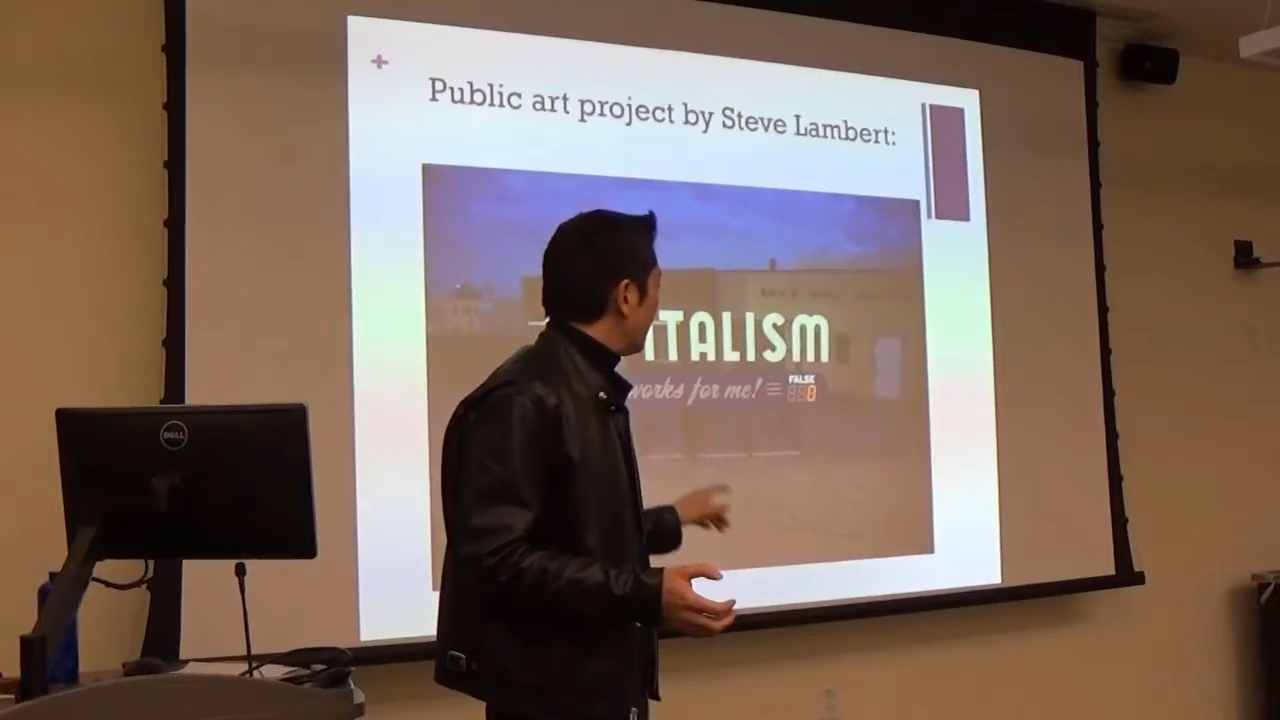 +
Public art project by Steve Lambert:
ITALISM
works for me!
FALSE
DELL